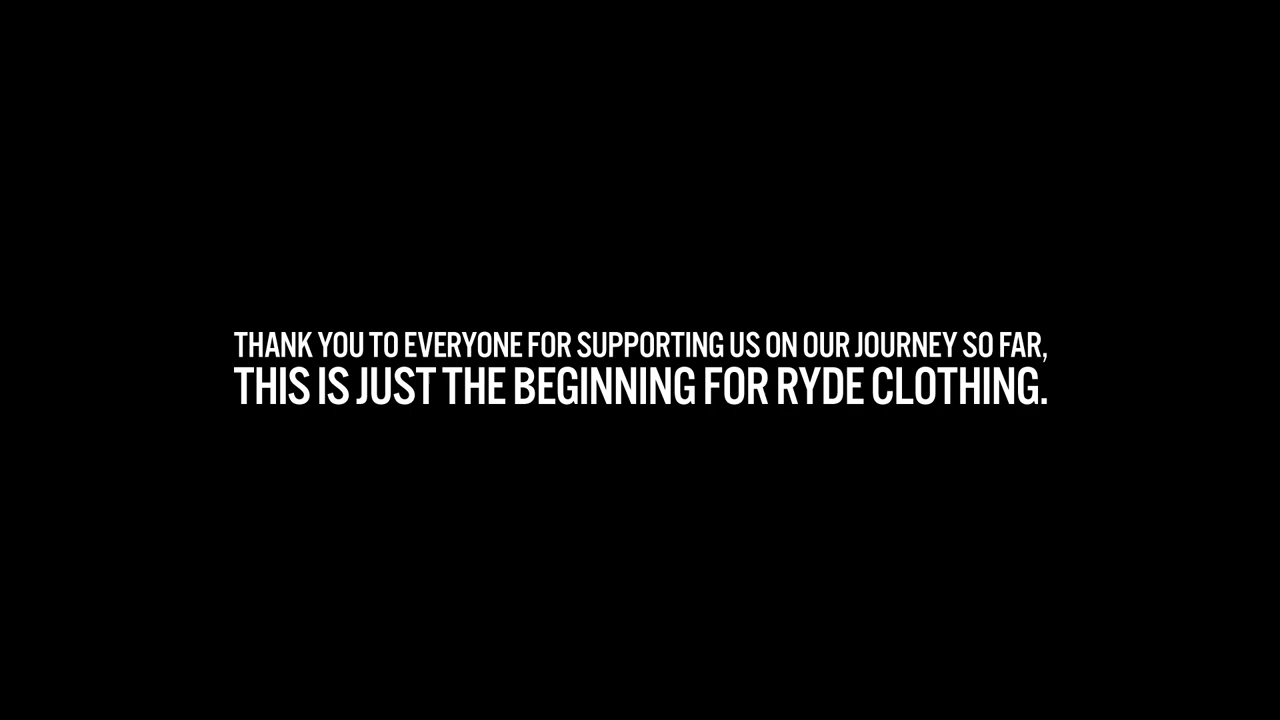 THANK YOU TO EVERYONE FOR SUPPORTING US ON OUR JOURNEY SO FAR,
THIS IS JUST THE BEGINNING FOR RYDE CLOTHING.